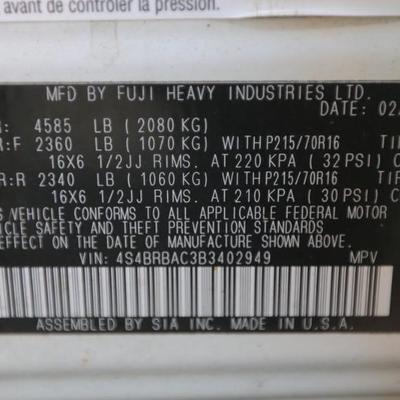 avant de contrôler la pression.
MFD BY FUJI HEAVY INDUSTRIES LTD.
DATE: 02
4585 LB (2080 KG)
:F 2360 LB (1070 KG) WITH P215/70R16 TI
16X6 1/2JJ RIMS. AT 220 KPA (32 PSI) C
R:R 2340 LB (1060 KG) WITH P215/70R16 TI
16X6 1/2JJ RIMS. AT 210 KPA (30 PSI) C
S VEHICLE CONFORMS TO ALL APPLICABLE FEDERAL MOTOR
CLE SAFETY AND THEFT PREVENTION STANDARDS
EFFECT ON THE DATE OF MANUFACTURE SHOWN ABOVE.
VIN: 4S4BRBAC3B3402949 MPV
ASSEMBLED BY SIA INC. MADE IN U.S.A.